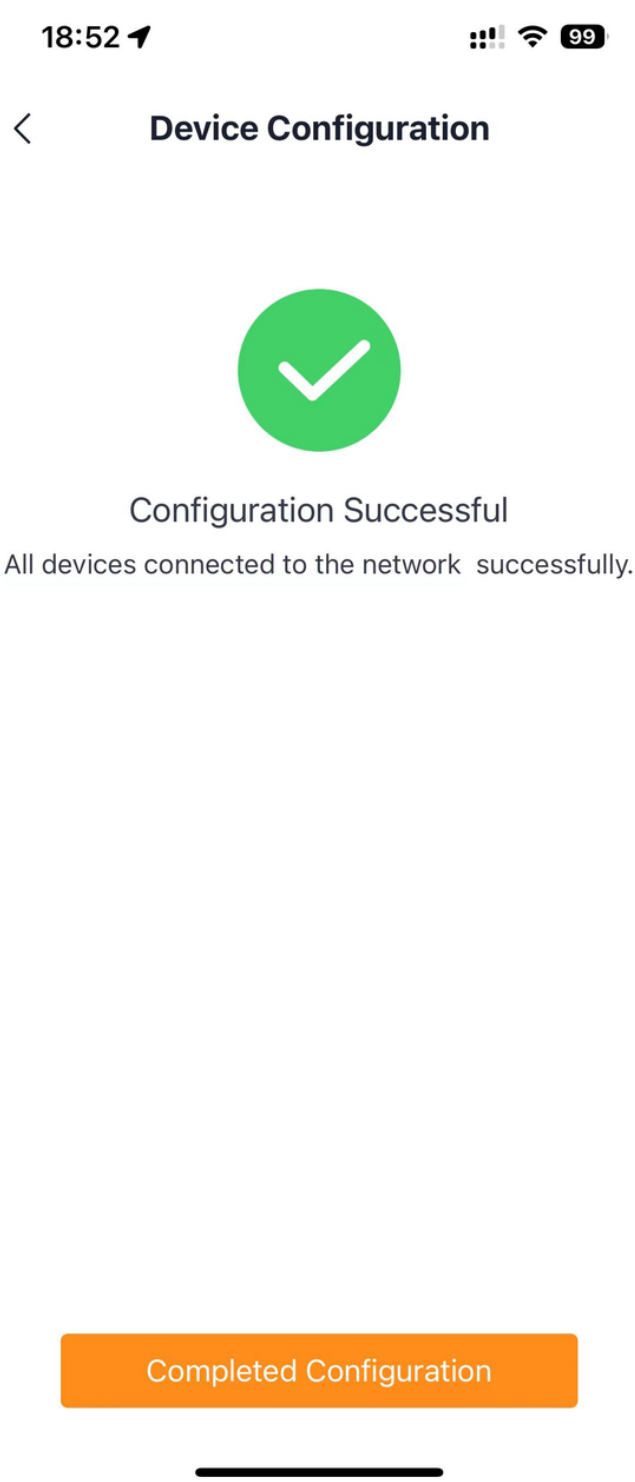 18:52
99
Device Configuration
Configuration Successful
All devices connected to the network  successfully.
Completed Configuration